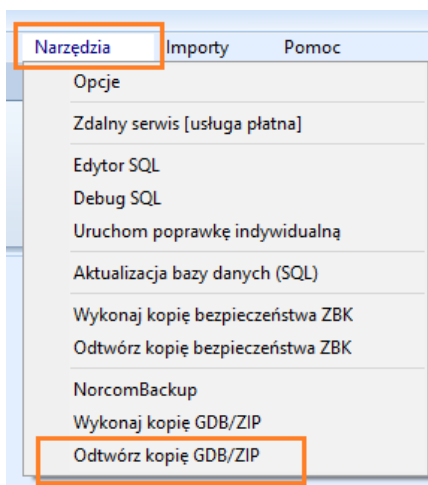 Narzędzia Importy Pomoc
Opcje
Zdalny serwis [usługa płatna]
Edytor SQL
Debug SQL
Uruchom poprawkę indywidualną
Aktualizacja bazy danych (SQL)
Wykonaj kopię bezpieczeństwa ZBK
Odtwórz kopię bezpieczeństwa ZBK
NorcomBackup
Wykonaj kopię GDB/ZIP
Odtwórz kopię GDB/ZIP